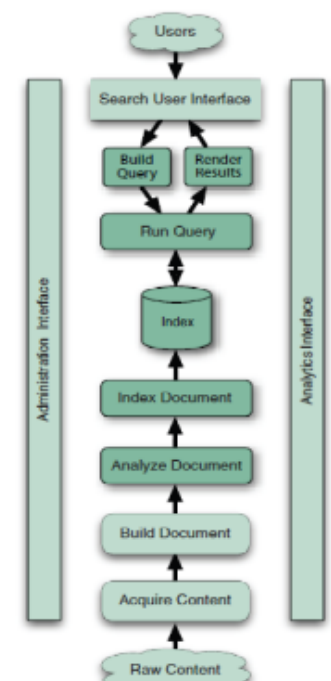 Users
Search User Interface
Build
Query
Render
Results
Run Query
Index
Administration Interface
Analytics Interface
Index Document
Analyze Document
Build Document
Acquire Content
Raw Content